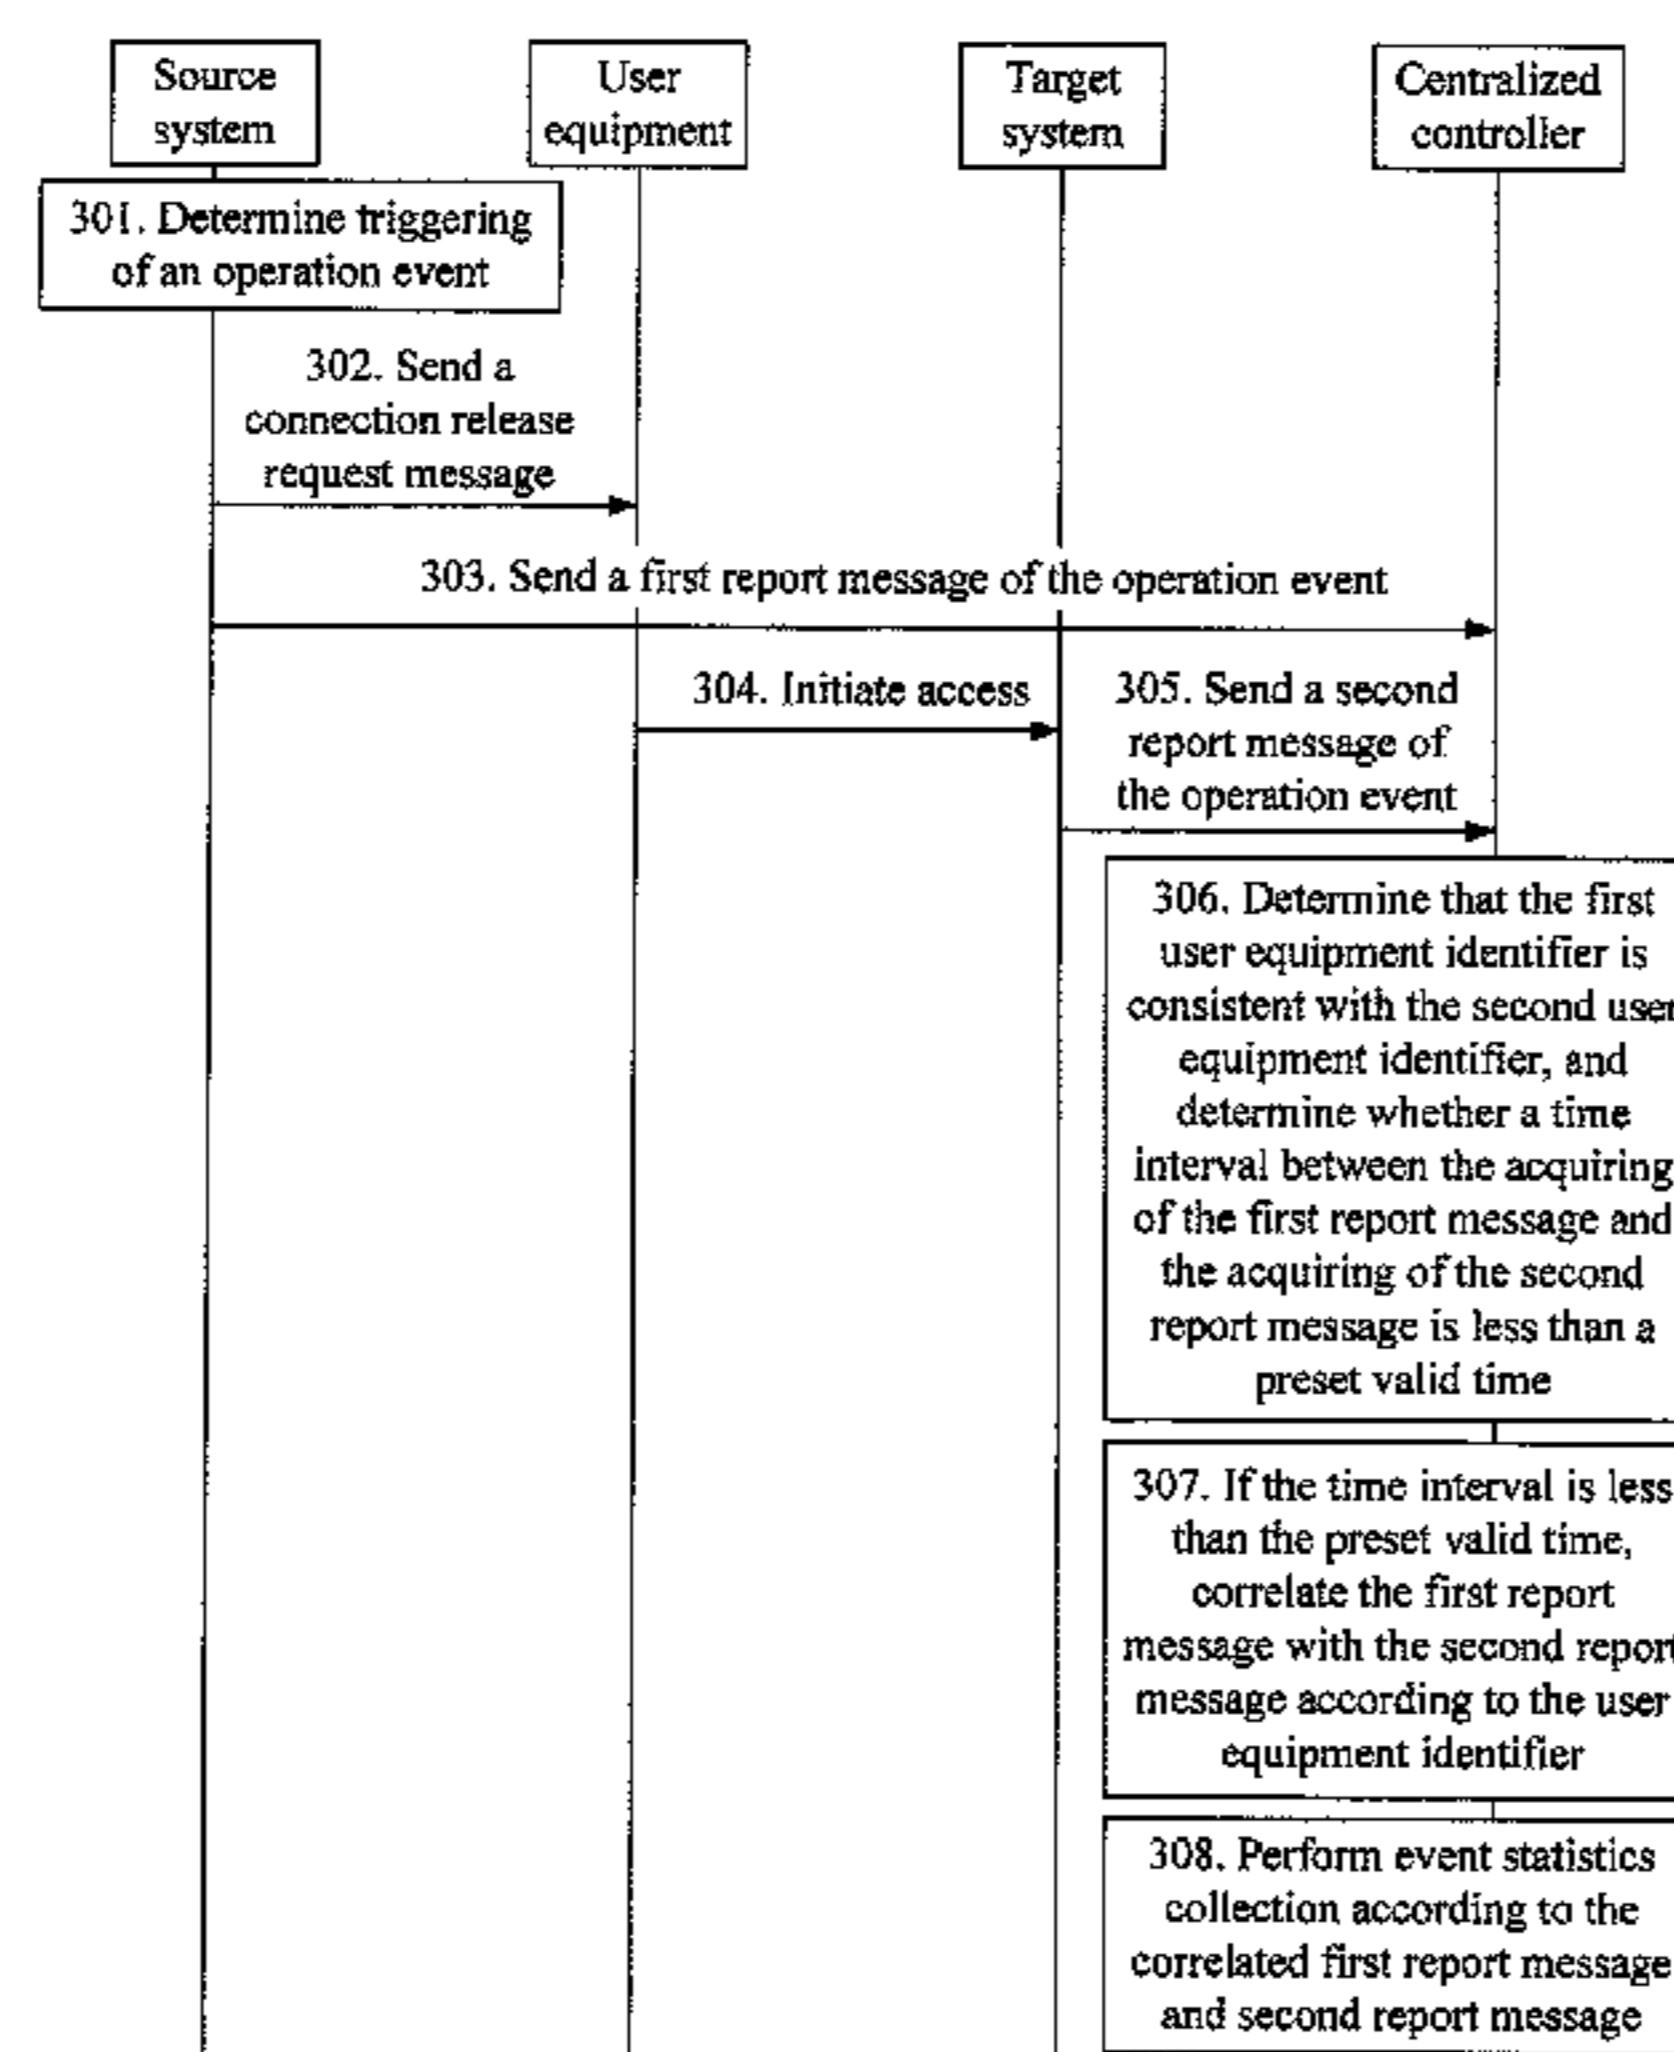 Source
system
User
equipment
Target
system
Centralized
controller
301. Determine triggering
of an operation event
302. Send a
connection release
request message
303. Send a first report message of the operation event
304. Initiate access
305. Send a second
report message of
the operation event
306. Determine that the first
user equipment identifier is
consistent with the second user
equipment identifier, and
determine whether a time
interval between the acquiring
of the first report message and
the acquiring of the second
report message is less than a
preset valid time
307. If the time interval is less
than the preset valid time,
correlate the first report
message with the second report
message according to the user
equipment identifier
308. Perform event statistics
collection according to the
correlated first report message
and second report message